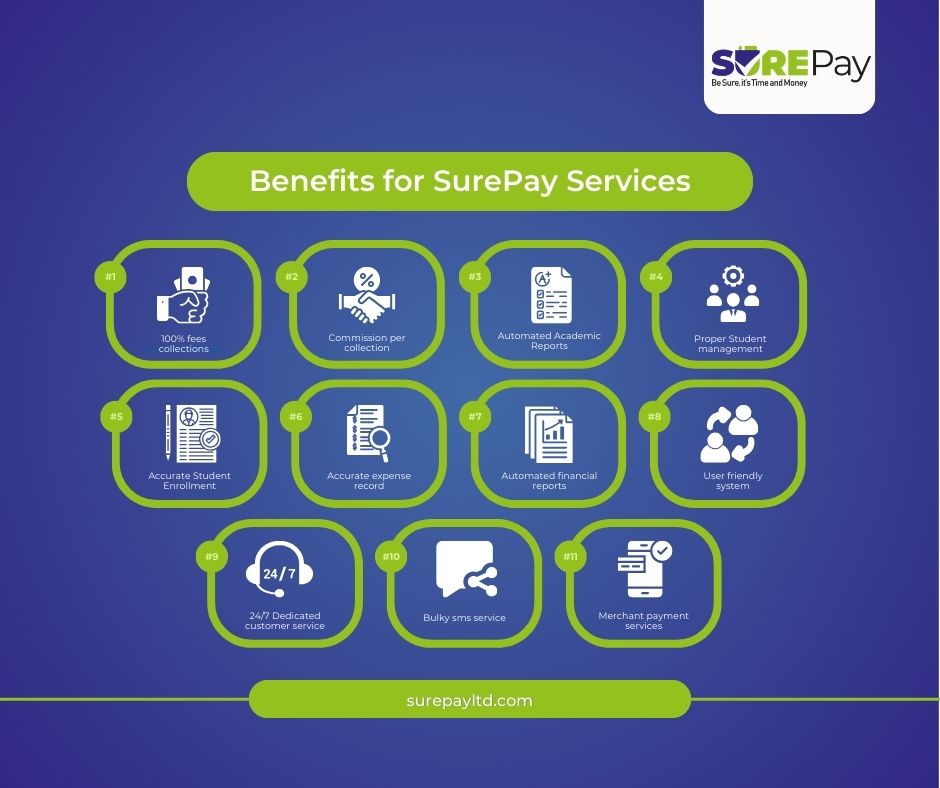 SUREPay
Be Sure, it's Time and Money
Benefits for SurePay Services
#1
100% fees
collections
#2
%
Commission per
collection
#3
A+
Automated Academic
Reports
#4
Proper Student
management
#5
Accurate Student
Enrollment
#6
$
$
$
$
Accurate expense
record
#7
Automated financial
reports
#8
User friendly
system
#9
24/7
24/7 Dedicated
customer service
#10
Bulky sms service
#11
Merchant payment
services
surepayltd.com